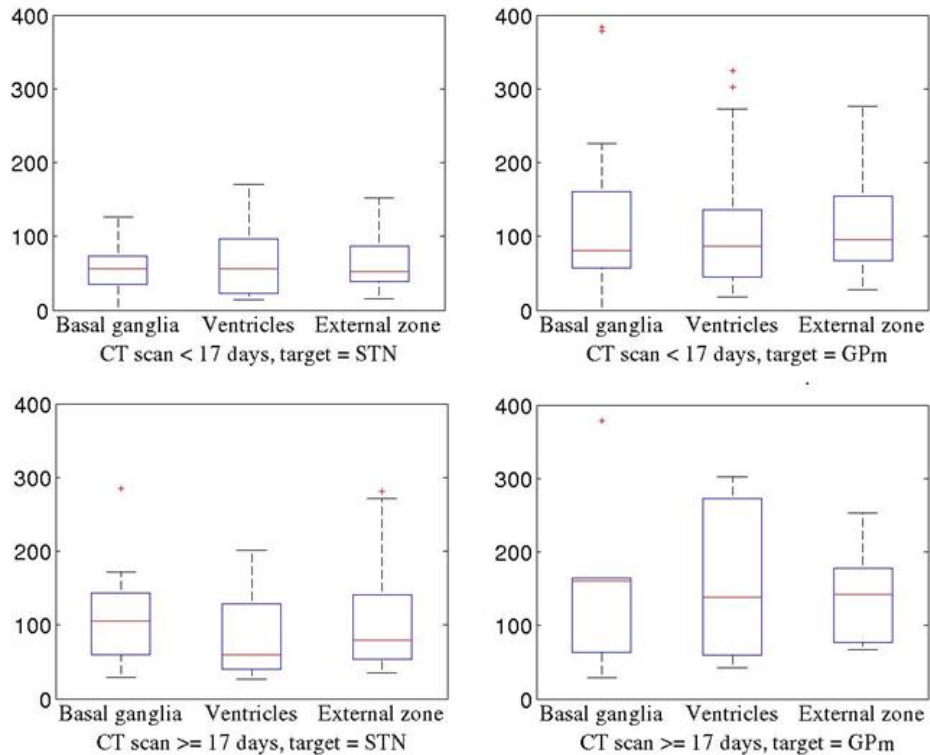 400
300
200
100
0
Basal ganglia Ventricles External zone
CT scan < 17 days, target = STN
400
300
200
100
0
Basal ganglia Ventricles External zone
CT scan < 17 days, target = GPm
400
300
200
100
0
Basal ganglia Ventricles External zone
CT scan >= 17 days, target = STN
400
300
200
100
0
Basal ganglia Ventricles External zone
CT scan >= 17 days, target = GPm